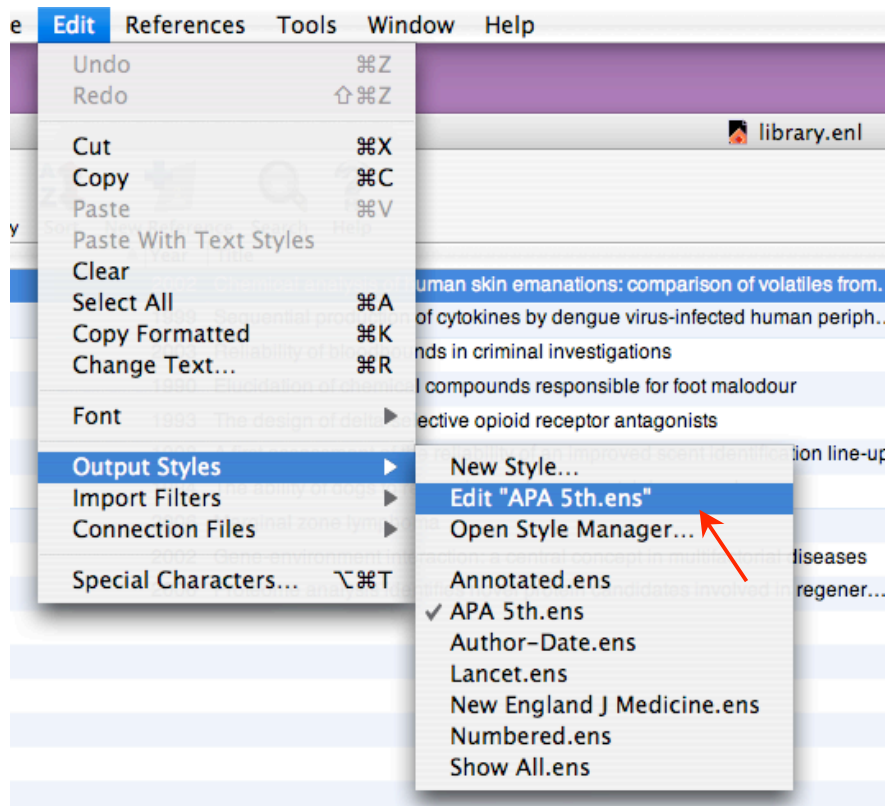 e Edit References Tools Window Help
library.enl
Undo ⌘Z
Redo ⇧⌘Z
Cut ⌘X
Copy ⌘C
Paste ⌘V
Paste With Text Styles
Clear
Select All ⌘A
Copy Formatted ⌘K
Change Text... ⌘R
Font
Output Styles
Import Filters
Connection Files
Special Characters... ⌥⌘T
y
uman skin emanations: comparison of volatiles from...
of cytokines by dengue virus-infected human periph...
nds in criminal investigations
l compounds responsible for foot malodour
ective opioid receptor antagonists
tion line-up
diseases
regener...
New Style...
Edit "APA 5th.ens"
Open Style Manager...
Annotated.ens
✓ APA 5th.ens
Author-Date.ens
Lancet.ens
New England J Medicine.ens
Numbered.ens
Show All.ens